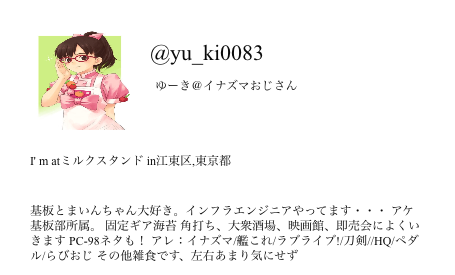 @yu_ki0083
ゆーき＠イナズマおじさん
I' m atミルクスタンド in江東区,東京都
基板とまいんちゃん大好き。インフラエンジニアやってます・・・ アケ
基板部所属。 固定ギア海苔 角打ち、大衆酒場、映画館、即売会によくい
きます PC-98ネタも！ アレ：イナズマ/艦これ/ラブライブ!/刀剣//HQ/ペダ
ル/らびおじ その他雑食です、左右あまり気にせず